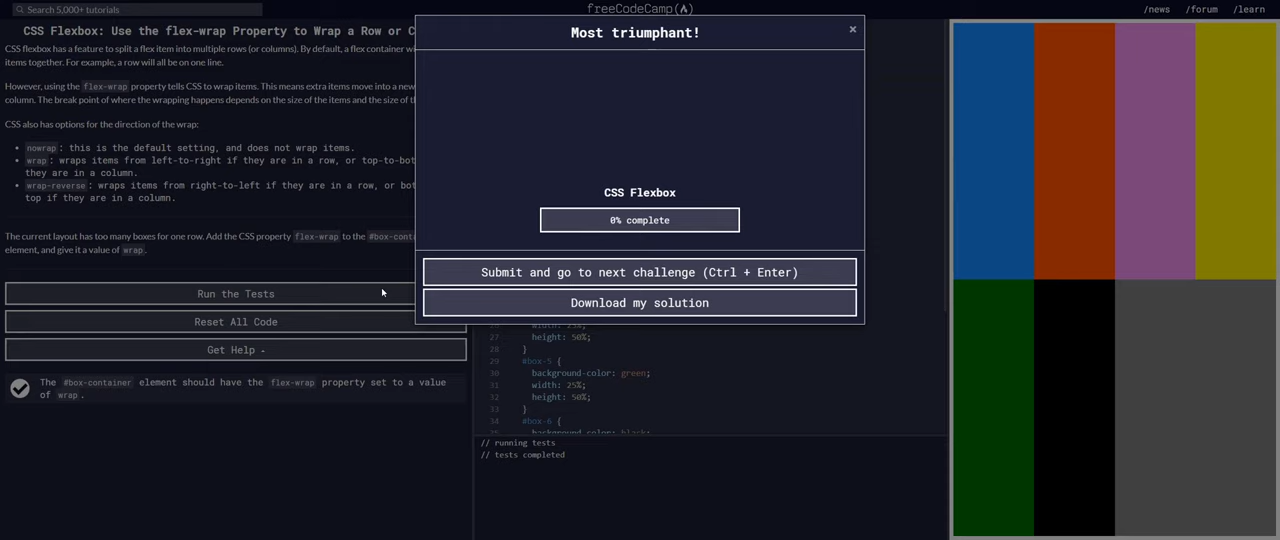 Search 5,000+ tutorials
freeCodeCamp
/news
/forum
/learn
CSS Flexbox: Use the flex-wrap Property to Wrap a Row or C
CSS flexbox has a feature to split a flex item into multiple rows (or columns). By default, a flex container wi
items together. For example, a row will all be on one line.
However, using the flex-wrap property tells CSS to wrap items. This means extra items move into a new
column. The break point of where the wrapping happens depends on the size of the items and the size of t
CSS also has options for the direction of the wrap:
nowrap: this is the default setting, and does not wrap items.
wrap: wraps items from left-to-right if they are in a row, or top-to-bot
they are in a column.
wrap-reverse: wraps items from right-to-left if they are in a row, or bot
top if they are in a column.
The current layout has too many boxes for one row. Add the CSS property flex-wrap to the #box-cont
element, and give it a value of wrap.
Run the Tests
Reset All Code
Get Help -
The #box-container element should have the flex-wrap property set to a value
of wrap.
Most triumphant!
×
CSS Flexbox
0% complete
Submit and go to next challenge (Ctrl + Enter)
Download my solution
27 height: 50%;
28 }
29 #box-5 {
30 background-color: green;
31 width: 25%;
32 height: 50%;
33 }
34 #box-6 {
// running tests
// tests completed